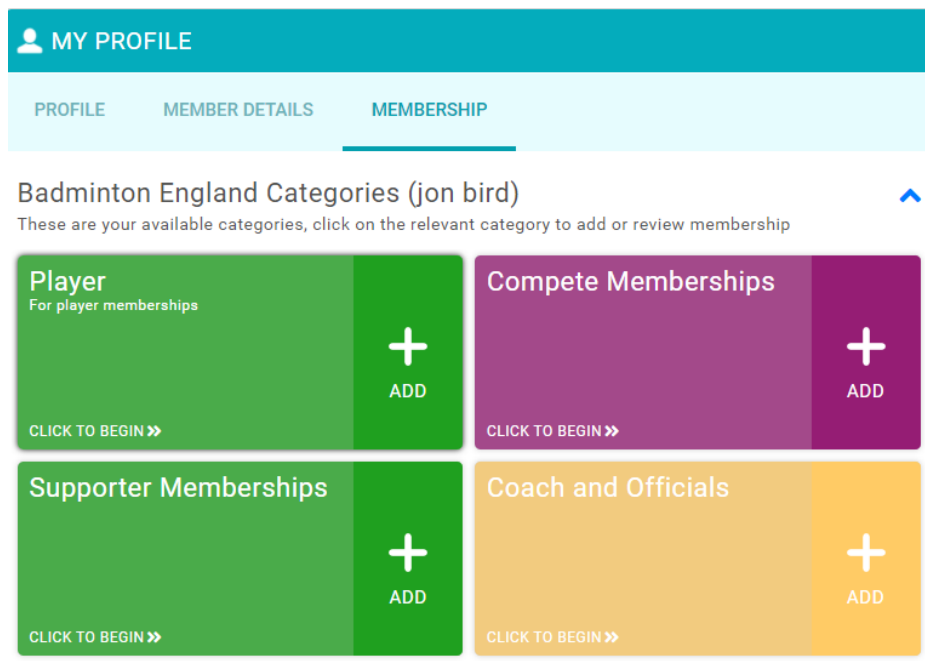 MY PROFILE
PROFILE MEMBER DETAILS MEMBERSHIP
Badminton England Categories (jon bird)
These are your available categories, click on the relevant category to add or review membership
Player
For player memberships
ADD
CLICK TO BEGIN
Compete Memberships
ADD
CLICK TO BEGIN
Supporter Memberships
ADD
CLICK TO BEGIN
Coach and Officials
ADD
CLICK TO BEGIN